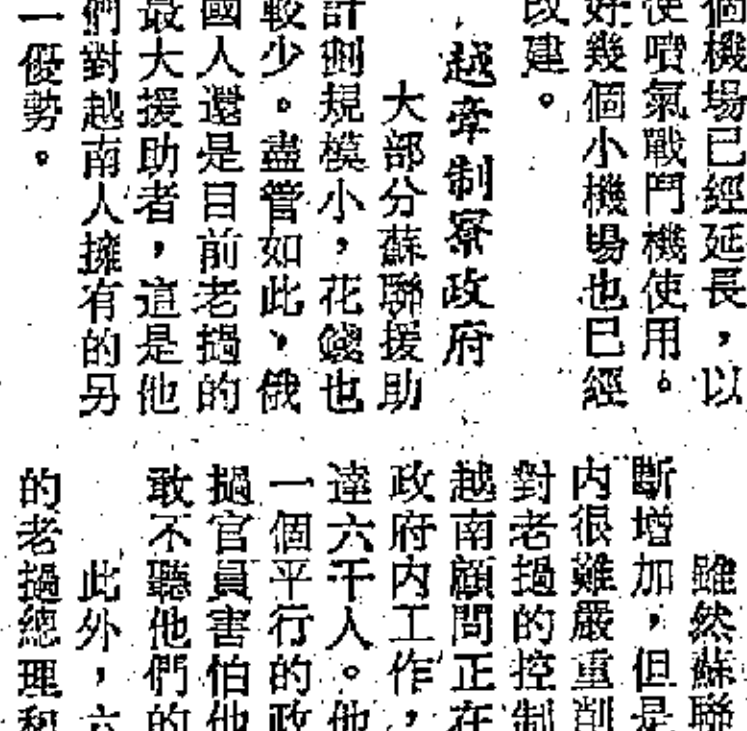 個機場已經延長，以
使噴氣戰鬥機使用。
好幾個小機場也已經
改建。
越牽制寮政府
大部分蘇聯援助
計劃規模小，花錢也
較少。盡管如此，俄
國人還是目前老撾的
最大援助者，這是他
們對越南人擁有的另
一優勢。
雖然蘇聯
斷增加，但是
內很難嚴重削
對老撾的控制
越南顧問正在
政府內工作，
達六千人。他
一個平行的政
撾官員害怕他
敢不聽他們的
此外，六
的老撾總理和